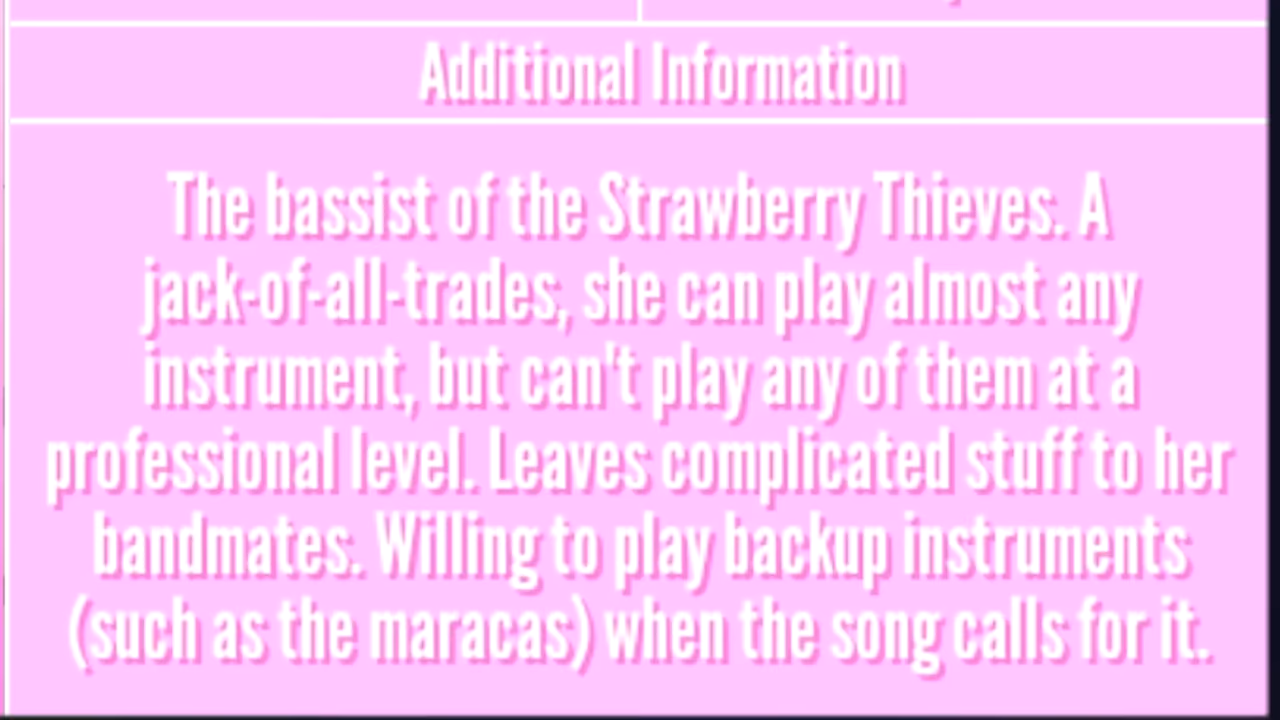 Additional Information
The bassist of the Strawberry Thieves. A
jack-of-all-trades, she can play almost any
instrument, but can't play any of them at a
professional level. Leaves complicated stuff to her
bandmates. Willing to play backup instruments
(such as the maracas) when the song calls for it.